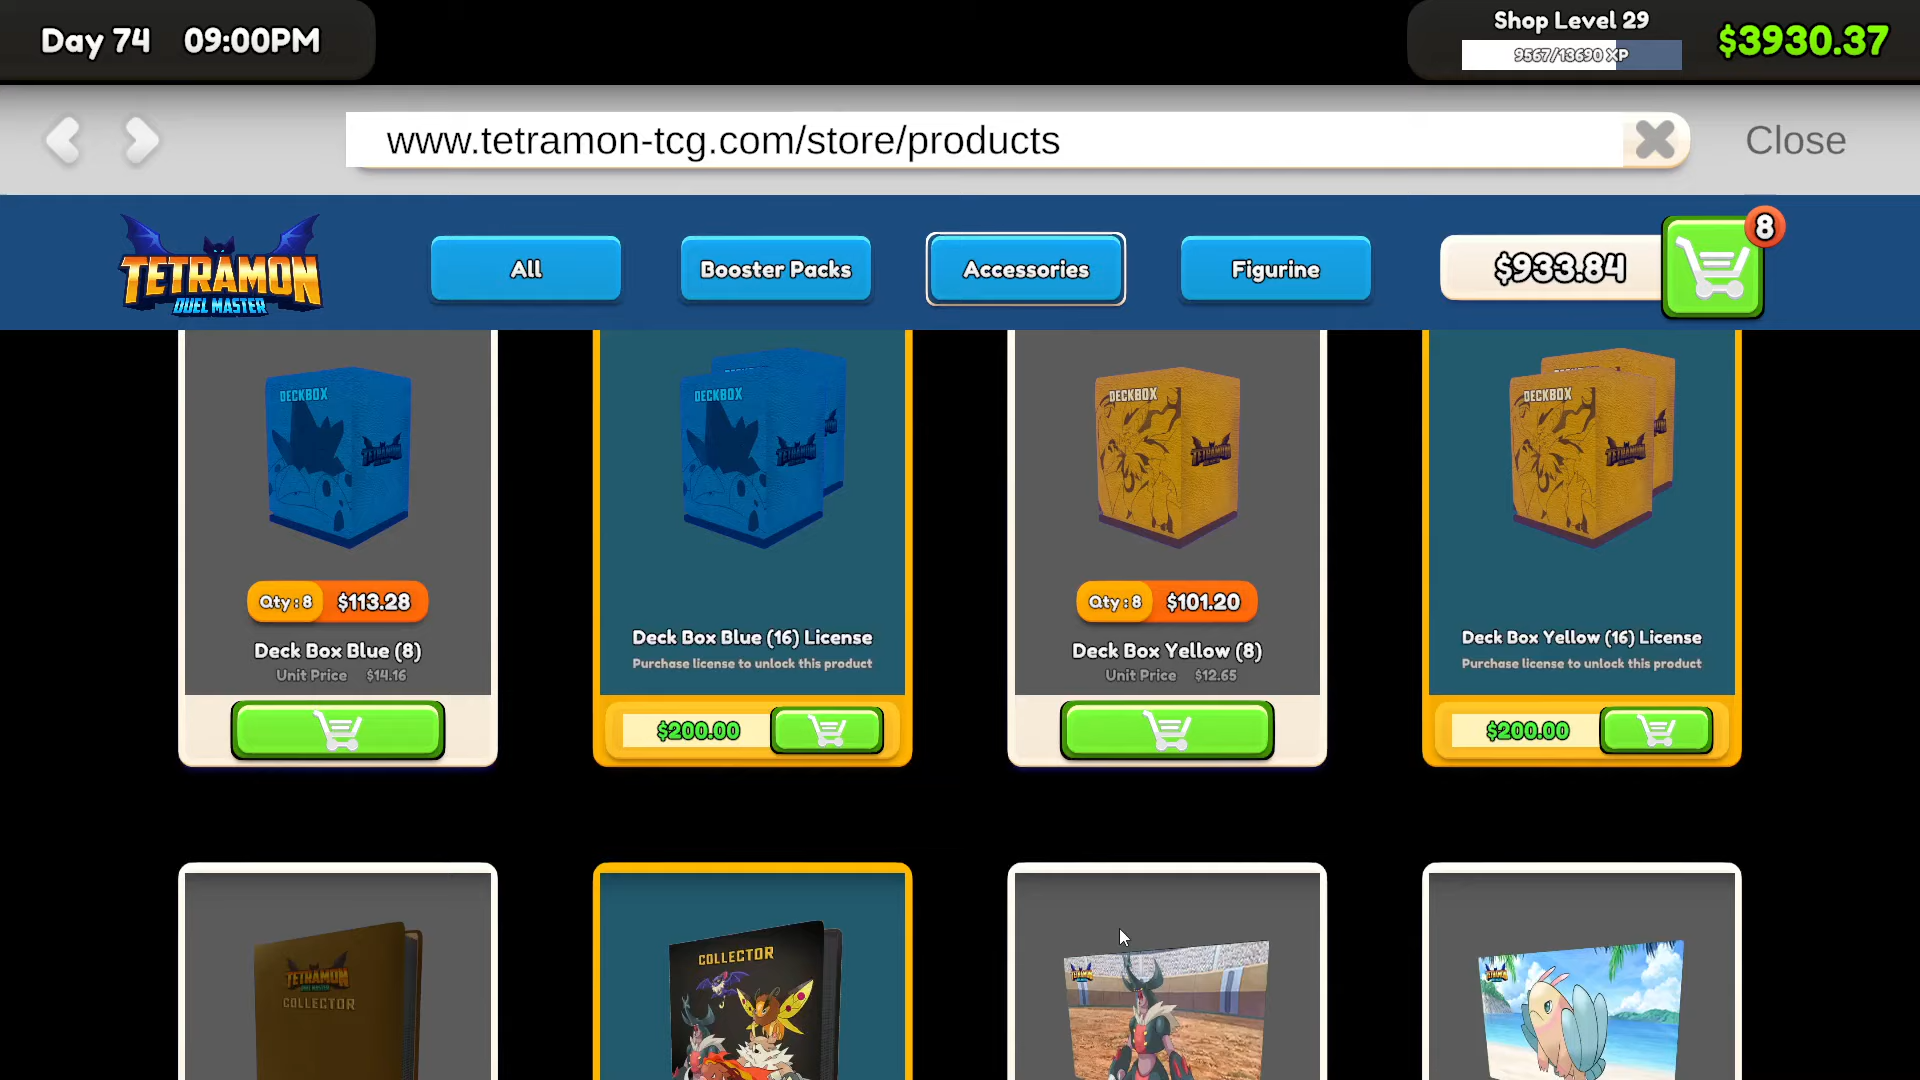 Day 74 09:00PM
Shop Level 29
9567/13690 XP
$3930.37
www.tetramon-tcg.com/store/products
Close
TETRAMON
DUEL MASTER
All
Booster Packs
Accessories
Figurine
$933.84
8
DECKBOX
DECKBOX
DECKBOX
DECKBOX
Qty: 8 $113.28
Deck Box Blue (8)
Unit Price $14.16
Deck Box Blue (16) License
Purchase license to unlock this product
$200.00
Qty: 8 $101.20
Deck Box Yellow (8)
Unit Price $12.65
Deck Box Yellow (16) License
Purchase license to unlock this product
$200.00
TETRAMON
COLLECTOR
COLLECTOR